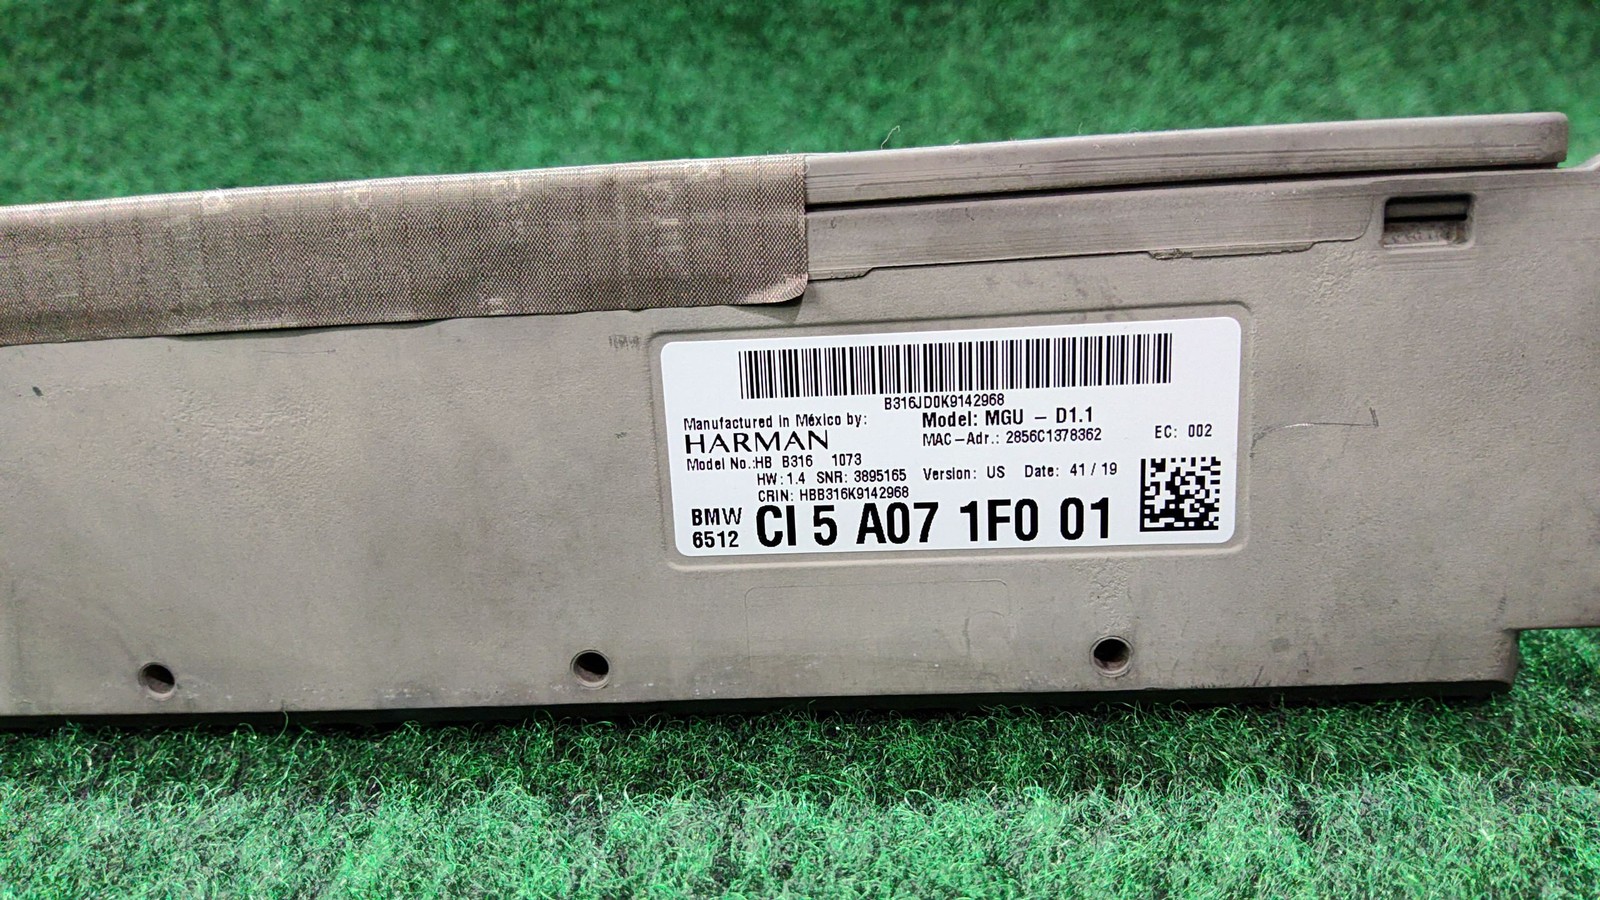 B316JD0K9142968
Manufactured in México by: Model: MGU - D1.1
HARMAN MAC-Adr.: 2856C1378362 EC: 002
Model No.:HB B316 1073
HW: 1.4 SNR: 3895165 Version: US Date: 41/19
CRIN: HBB316K9142968
BMW CI 5 A07 1F0 01
6512